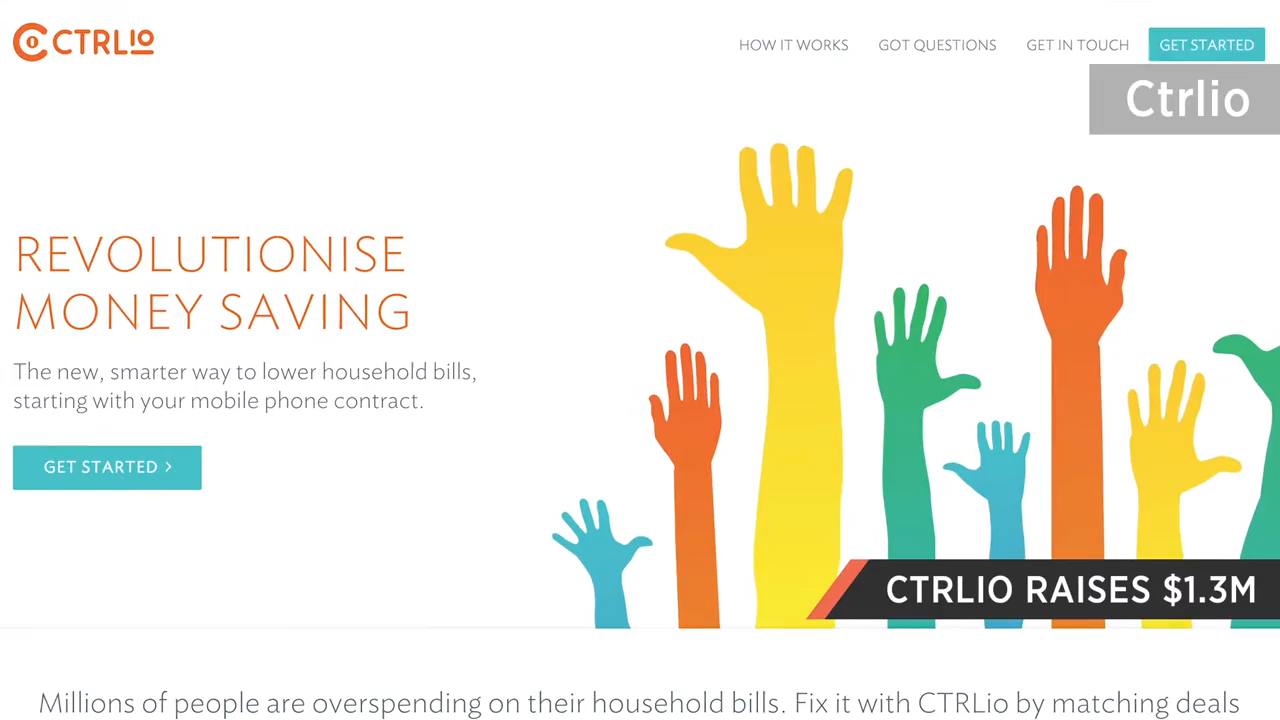 CTRLIO
HOW IT WORKS
GOT QUESTIONS
GET IN TOUCH
GET STARTED
Ctrlio
REVOLUTIONISE
MONEY SAVING
The new, smarter way to lower household bills,
starting with your mobile phone contract.
GET STARTED >
CTRLIO RAISES $1.3M
Millions of people are overspending on their household bills. Fix it with CTRLio by matching deals